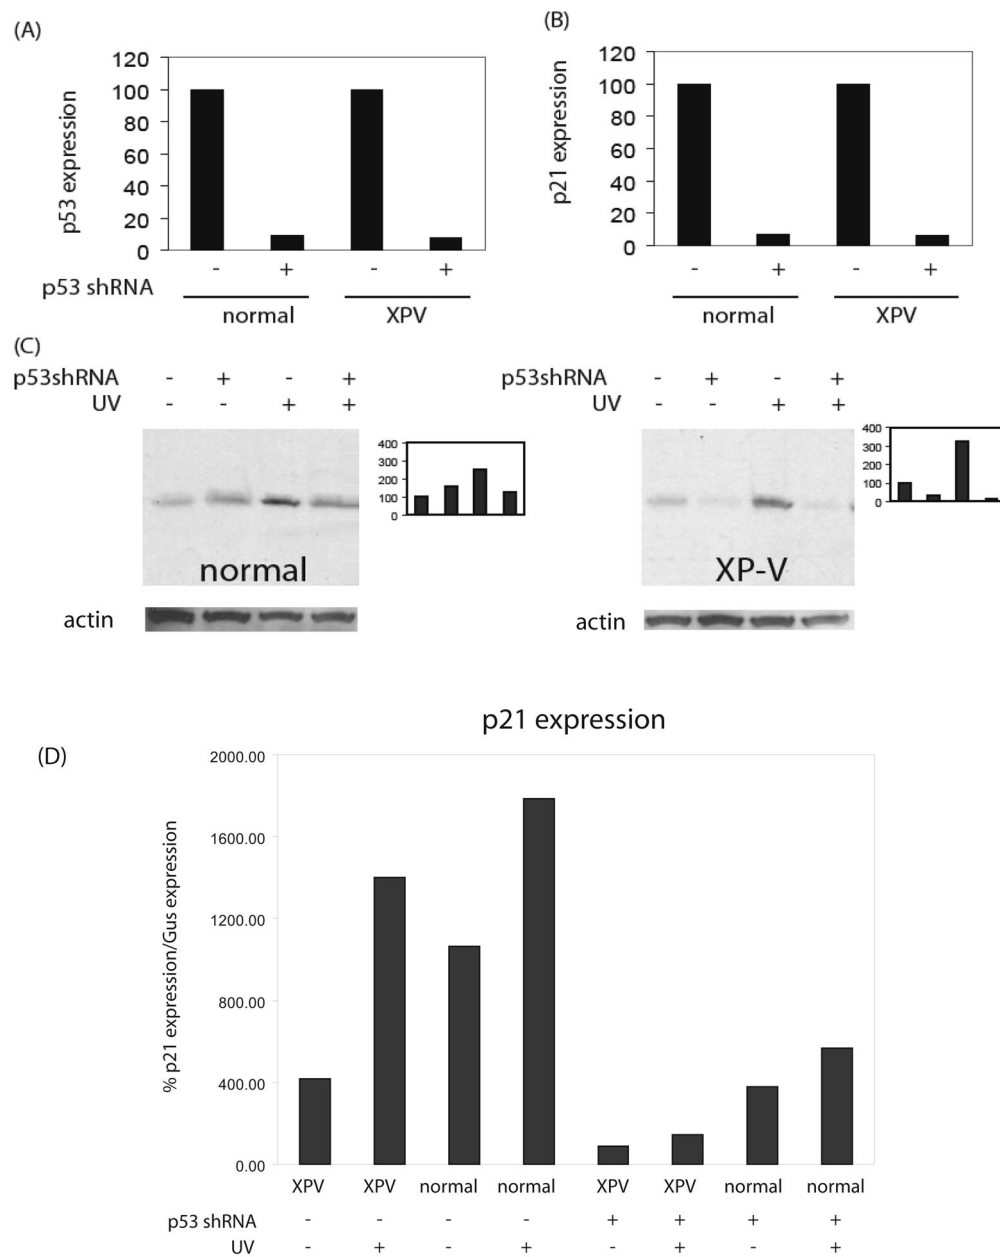 (A)
p53 expression
120
100
80
60
40
20
0
- + - +
p53 shRNA
normal XPV
(B)
p21 expression
120
100
80
60
40
20
0
- + - +
normal XPV
(C)
p53shRNA - + - +
UV - - + +
400
300
200
100
0
normal
actin
p53shRNA - + - +
UV - - + +
400
300
200
100
0
XP-V
actin
p21 expression
(D)
% p21 expression/Gus expression
2000.00
1600.00
1200.00
800.00
400.00
0.00
XPV XPV normal normal XPV XPV normal normal
p53 shRNA - - - - + + + +
UV - + - + - + - +